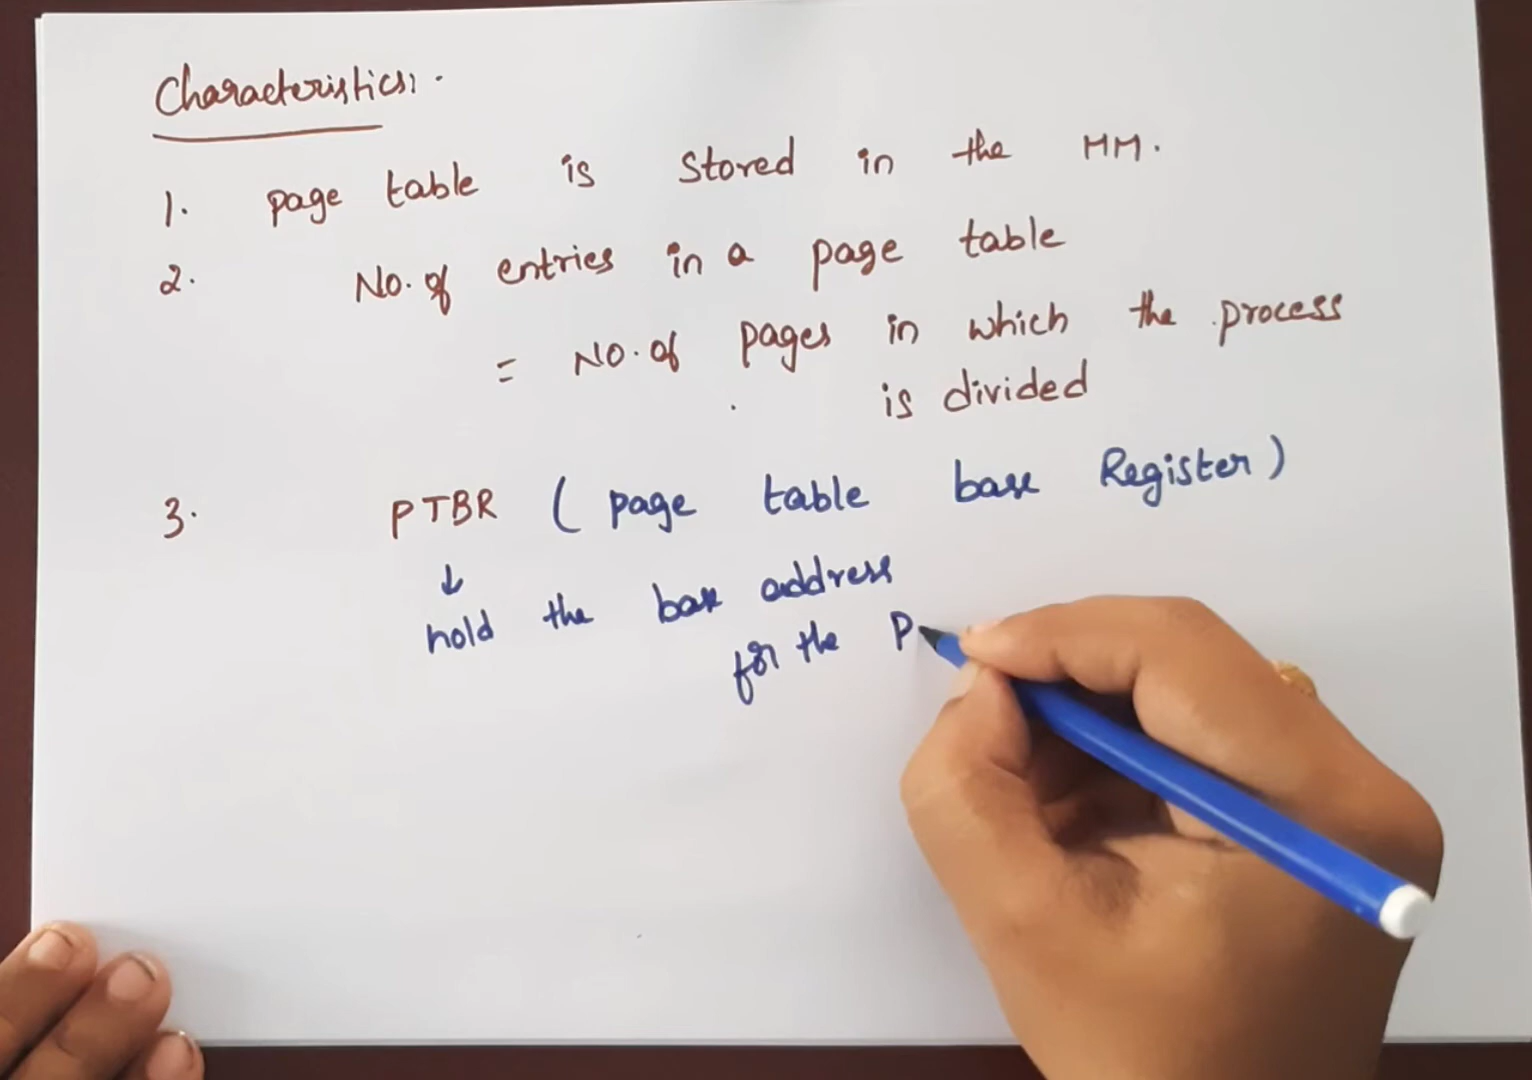 Characteristics:-
1. page table is stored in the MM.
2. No. of entries in a page table
= No. of pages in which the process
is divided
3. PTBR (page table base Register)
↓
hold the base address
for the P